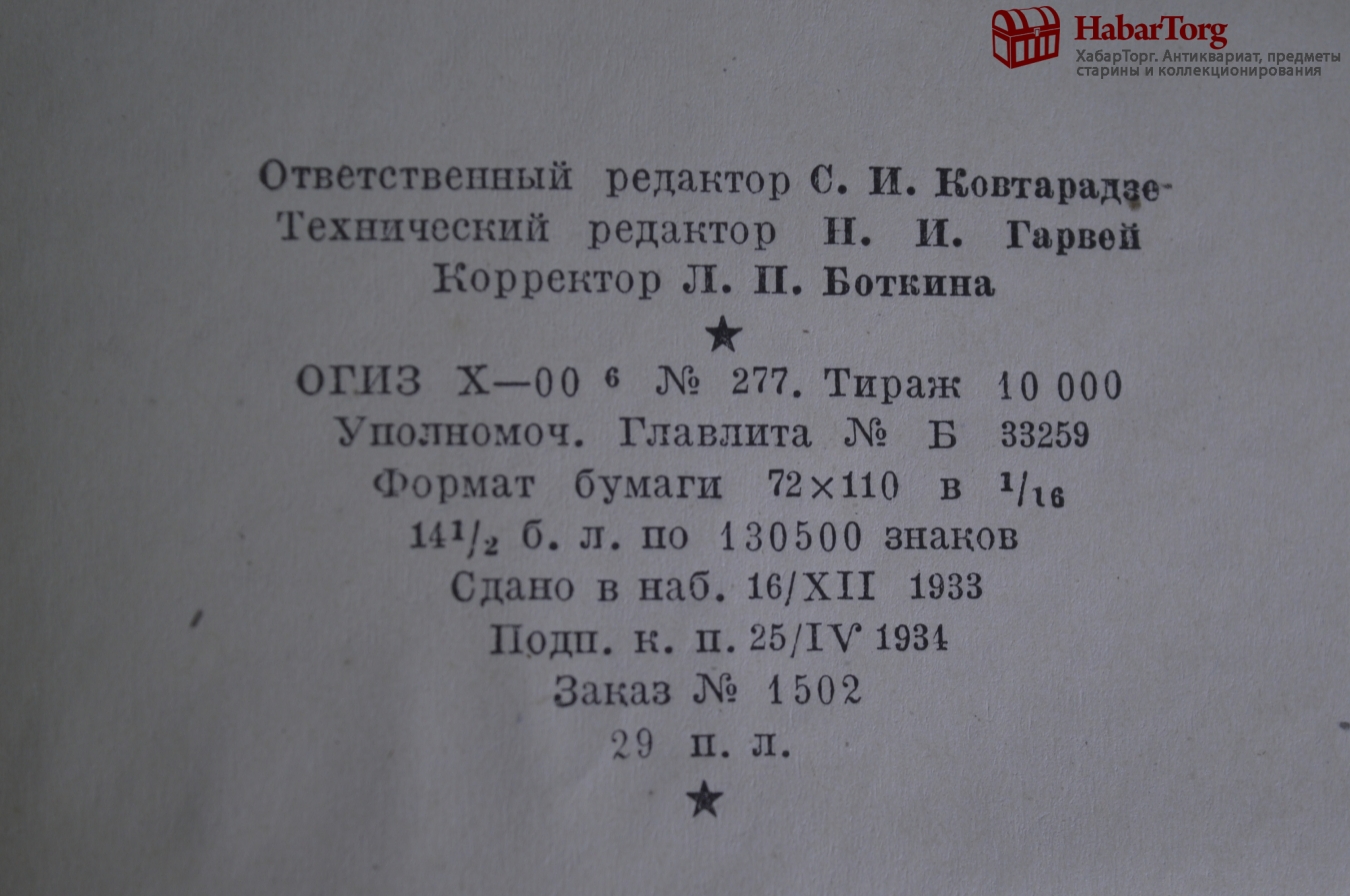 HabarTorg
ХабарТорг. Антиквариат, предметы
старины и коллекционирования
Ответственный редактор С. И. Ковтарадзе
Технический редактор Н. И. Гарвей
Корректор Л. П. Боткина
★
ОГИЗ Х—00 ⁶ № 277. Тираж 10 000
Уполномоч. Главлита № Б 33259
Формат бумаги 72×110 в 1/16
14 1/2 б. л. по 130500 знаков
Сдано в наб. 16/XII 1933
Подп. к. п. 25/IV 1934
Заказ № 1502
29 п. л.
★